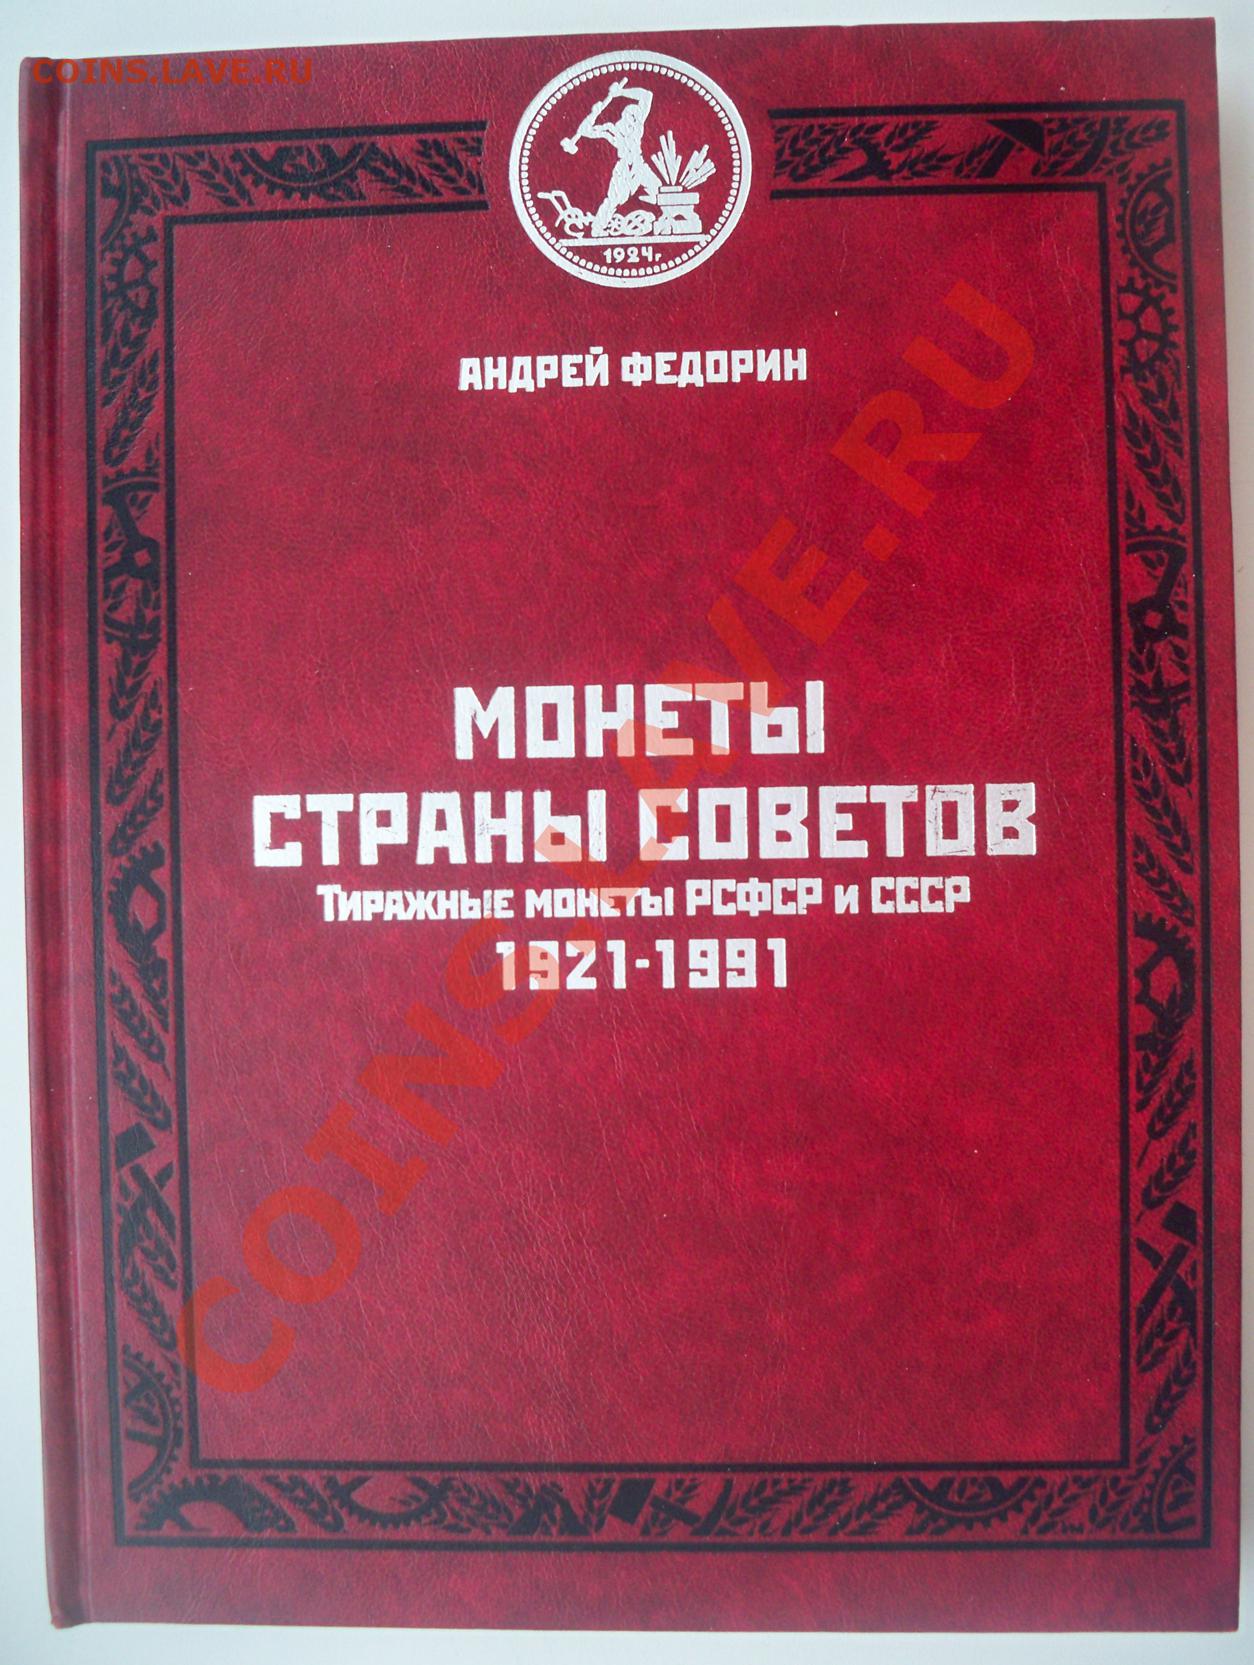 COINS.LAVE.RU
1924г
АНДРЕЙ ФЕДОРИН
МОНЕТЫ
СТРАНЫ СОВЕТОВ
ТИРАЖНЫЕ МОНЕТЫ РСФСР И СССР
1921-1991
COINS.LAVE.RU